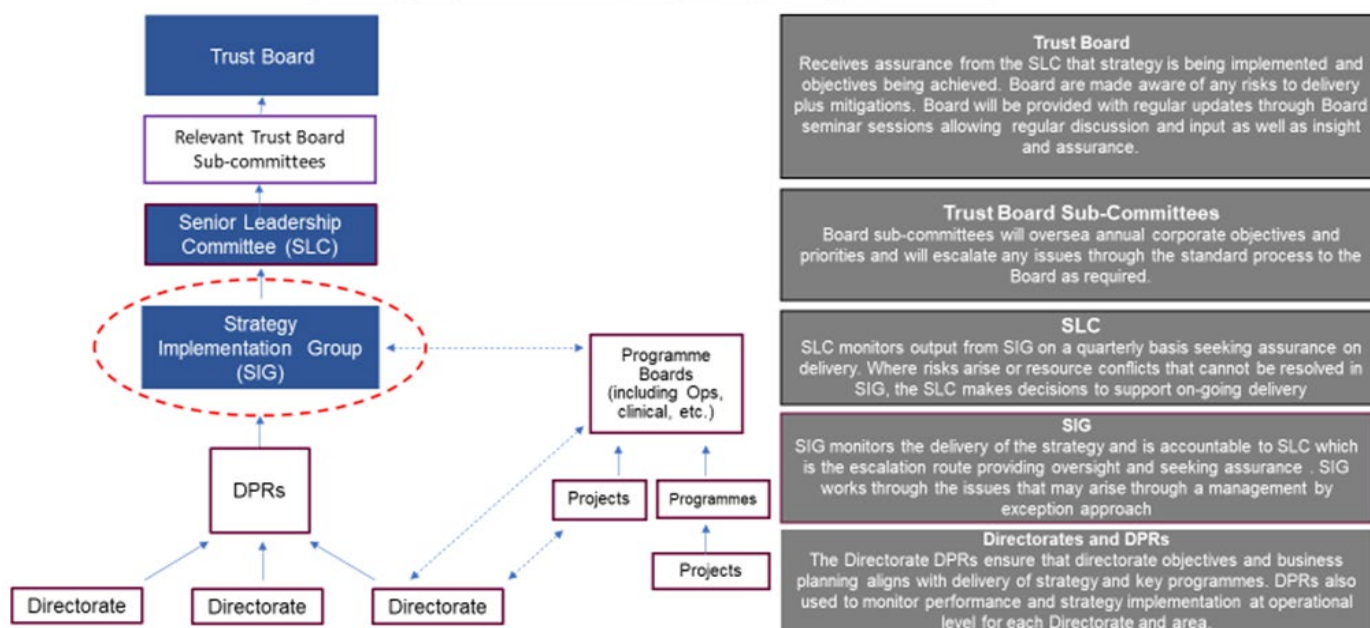 Trust Board
Relevant Trust Board
Sub-committees
Senior Leadership
Committee (SLC)
Strategy
Implementation Group
(SIG)
Programme
Boards
(including Ops,
clinical, etc.)
DPRs
Projects
Programmes
Projects
Directorate
Directorate
Directorate
Trust Board
Receives assurance from the SLC that strategy is being implemented and
objectives being achieved. Board are made aware of any risks to delivery
plus mitigations. Board will be provided with regular updates through Board
seminar sessions allowing regular discussion and input as well as insight
and assurance.
Trust Board Sub-Committees
Board sub-committees will oversea annual corporate objectives and
priorities and will escalate any issues through the standard process to the
Board as required.
SLC
SLC monitors output from SIG on a quarterly basis seeking assurance on
delivery. Where risks arise or resource conflicts that cannot be resolved in
SIG, the SLC makes decisions to support on-going delivery
SIG
SIG monitors the delivery of the strategy and is accountable to SLC which
is the escalation route providing oversight and seeking assurance . SIG
works through the issues that may arise through a management by
exception approach
Directorates and DPRs
The Directorate DPRs ensure that directorate objectives and business
planning aligns with delivery of strategy and key programmes. DPRs also
used to monitor performance and strategy implementation at operational
level for each Directorate and area.